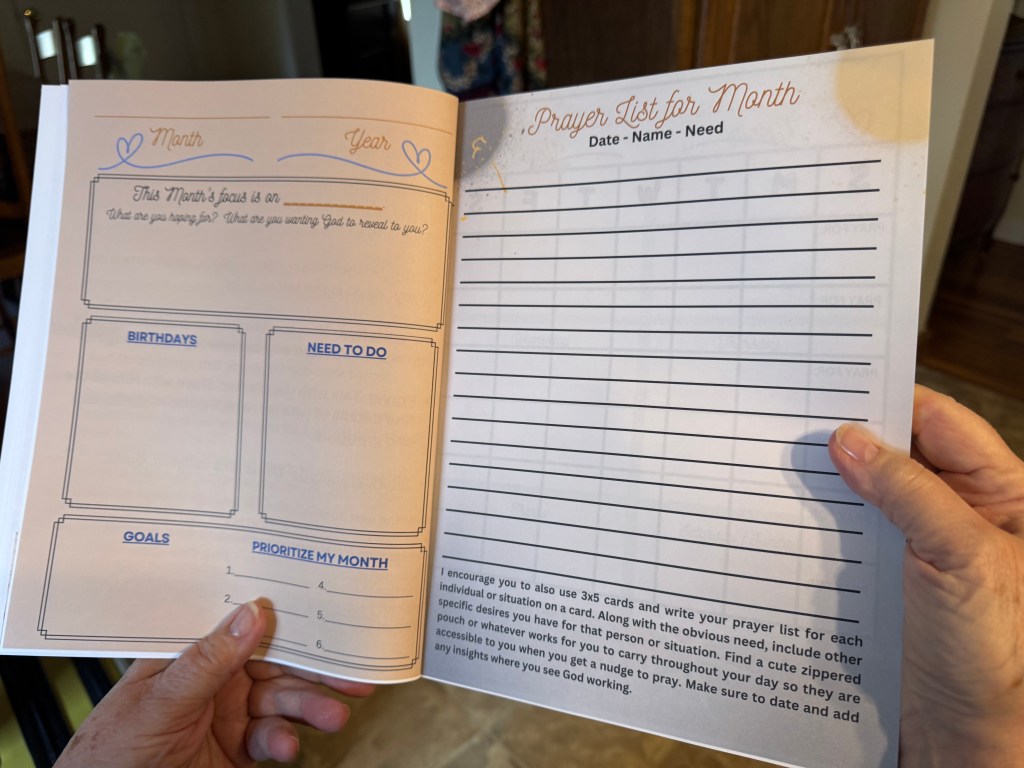 Month Year
This Month's focus is on
What are you hoping for? What are you wanting God to reveal to you?
BIRTHDAYS
NEED TO DO
GOALS
PRIORITIZE MY MONTH
1. 4.
2. 5.
6.
Prayer List for Month
Date - Name - Need
I encourage you to also use 3x5 cards and write your prayer list for each
individual or situation on a card. Along with the obvious need, include other
specific desires you have for that person or situation. Find a cute zippered
pouch or whatever works for you to carry throughout your day so they are
accessible to you when you get a nudge to pray. Make sure to date and add
any insights where you see God working.